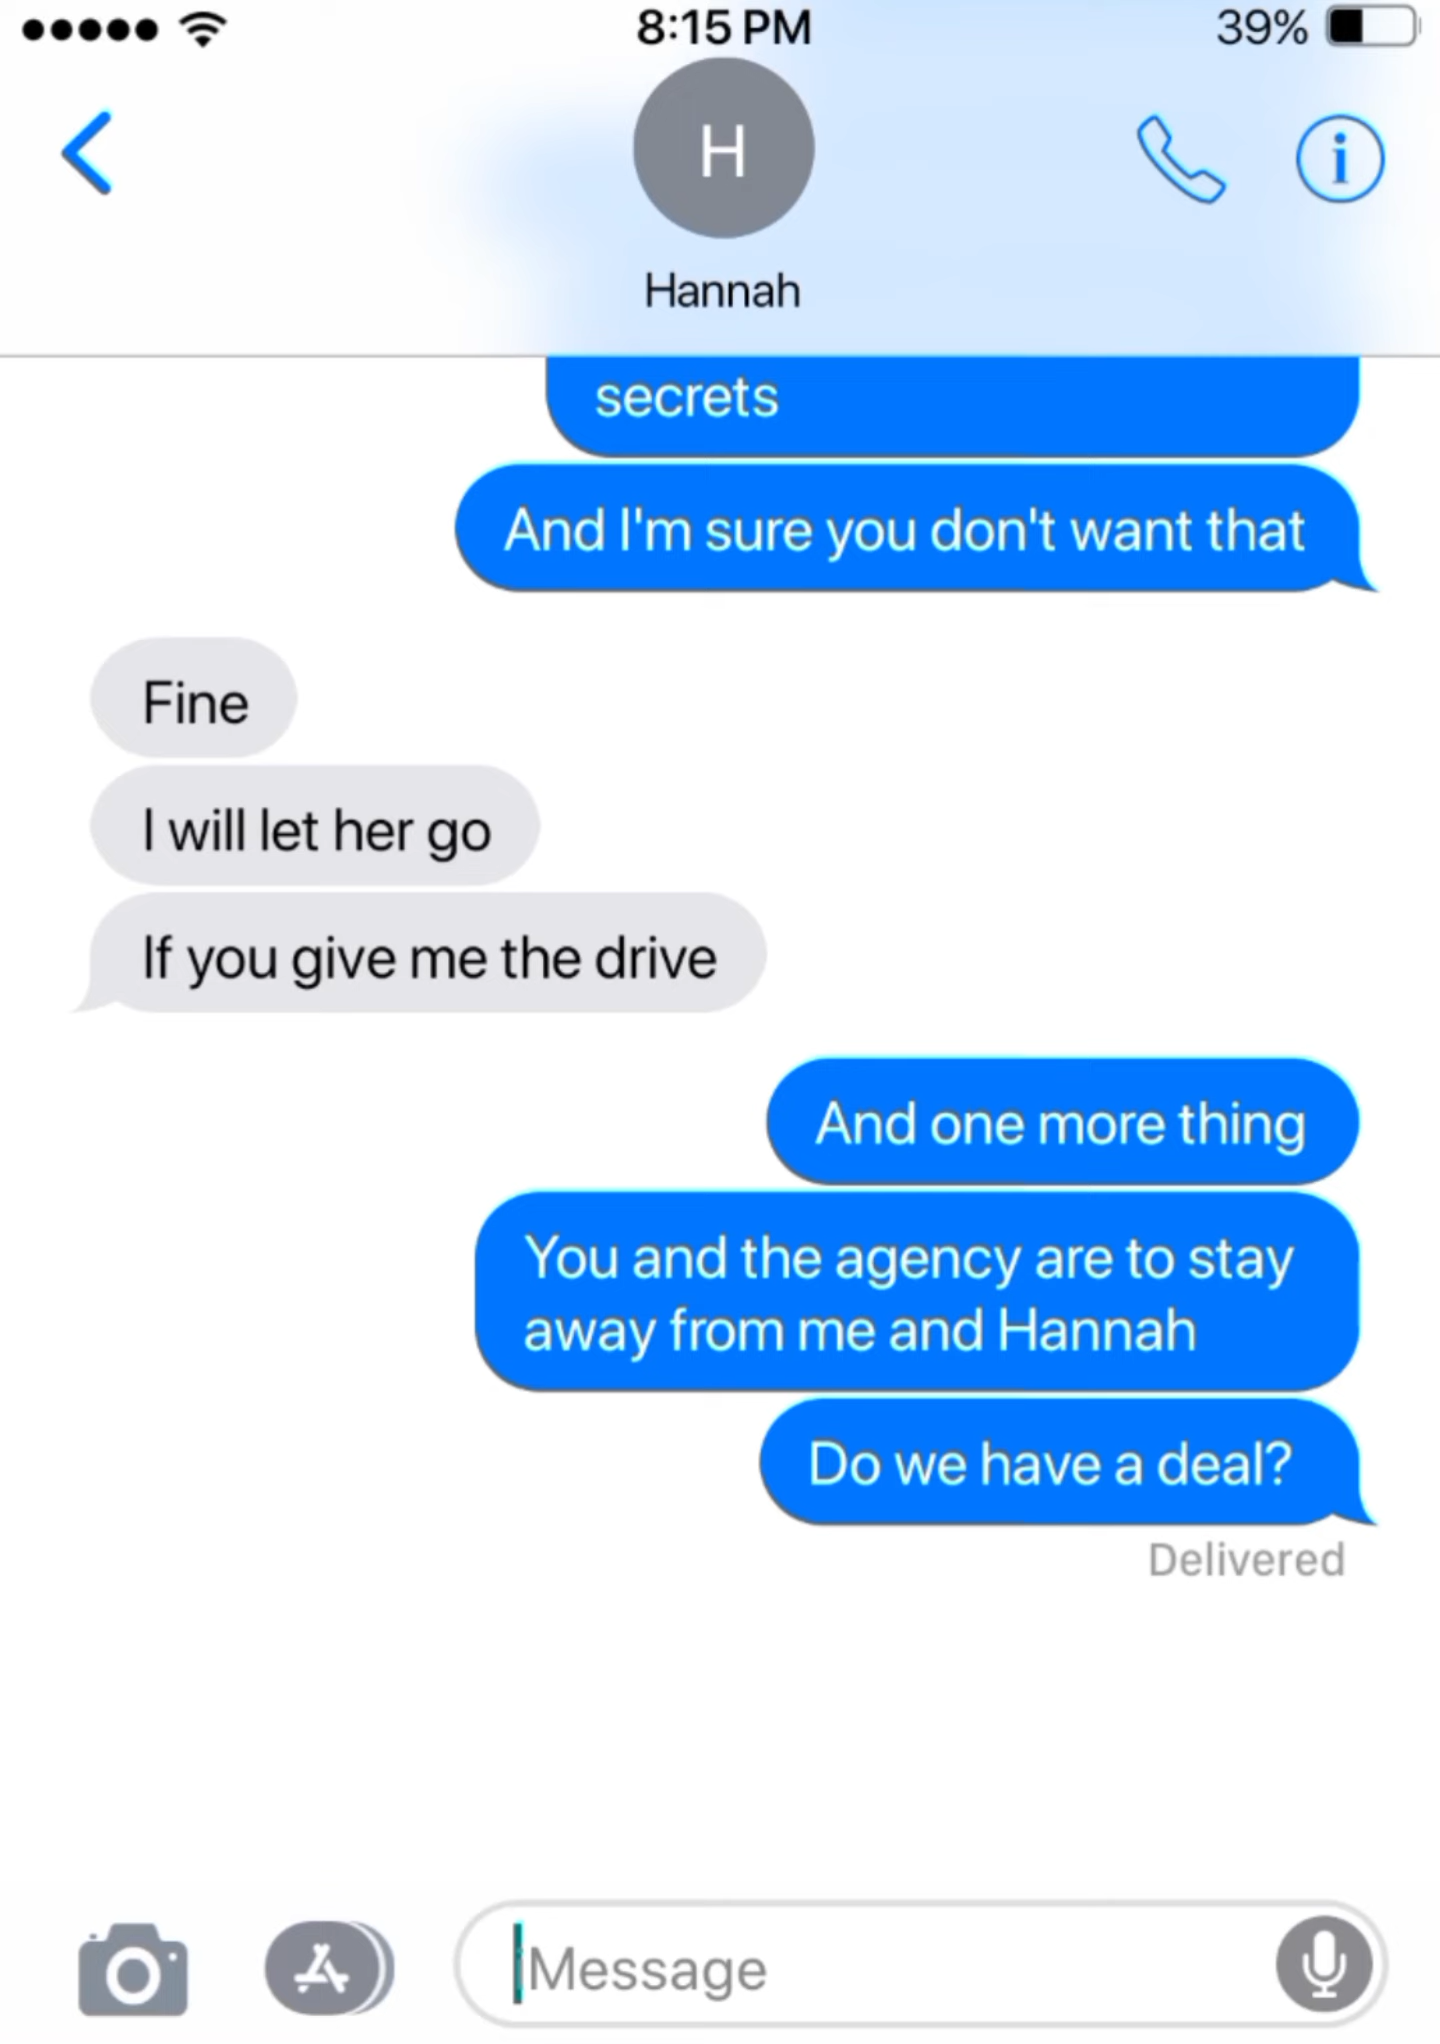 8:15 PM
39%
H
Hannah
secrets
And I'm sure you don't want that
Fine
I will let her go
If you give me the drive
And one more thing
You and the agency are to stay
away from me and Hannah
Do we have a deal?
Delivered
Message